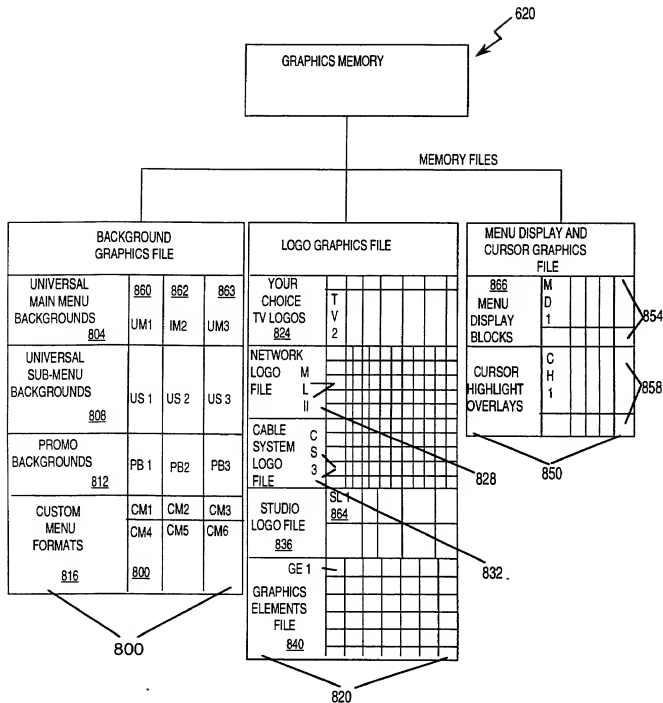 620
GRAPHICS MEMORY
MEMORY FILES
BACKGROUND
GRAPHICS FILE
UNIVERSAL
MAIN MENU
BACKGROUNDS
804
860 862 863
UM1 IM2 UM3
UNIVERSAL
SUB-MENU
BACKGROUNDS
808
US 1 US 2 US 3
PROMO
BACKGROUNDS
812
PB 1 PB2 PB3
CUSTOM
MENU
FORMATS
816
CM1 CM2 CM3
CM4 CM5 CM6
800
800
LOGO GRAPHICS FILE
YOUR
CHOICE
TV LOGOS
824
T
V
2
NETWORK
LOGO
FILE
M
L
II
828
CABLE
SYSTEM
LOGO
FILE
C
S
3
832
STUDIO
LOGO FILE
836
SL 1
864
GE 1
GRAPHICS
ELEMENTS
FILE
840
820
MENU DISPLAY AND
CURSOR GRAPHICS
FILE
866
MENU
DISPLAY
BLOCKS
M
D
1
854
CURSOR
HIGHLIGHT
OVERLAYS
C
H
1
858
850